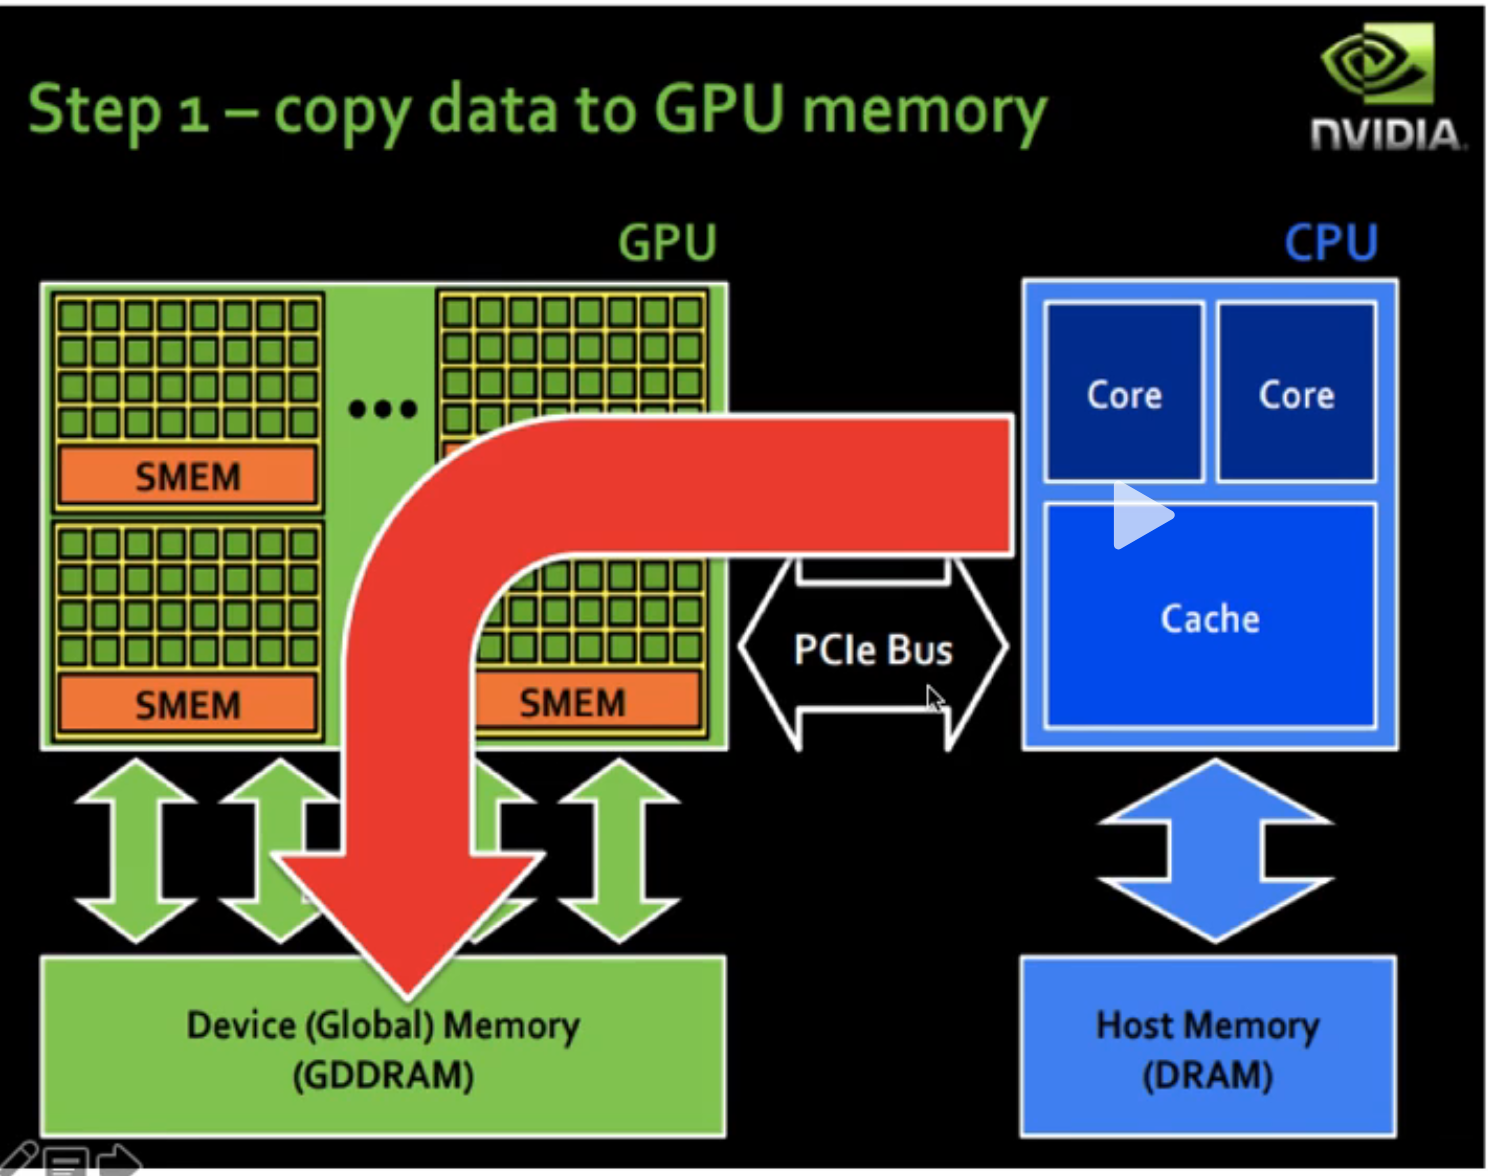 Step 1 – copy data to GPU memory
NVIDIA.
GPU
CPU
Core
Core
SMEM
PCIe Bus
Cache
SMEM
SMEM
Device (Global) Memory
(GDDRAM)
Host Memory
(DRAM)